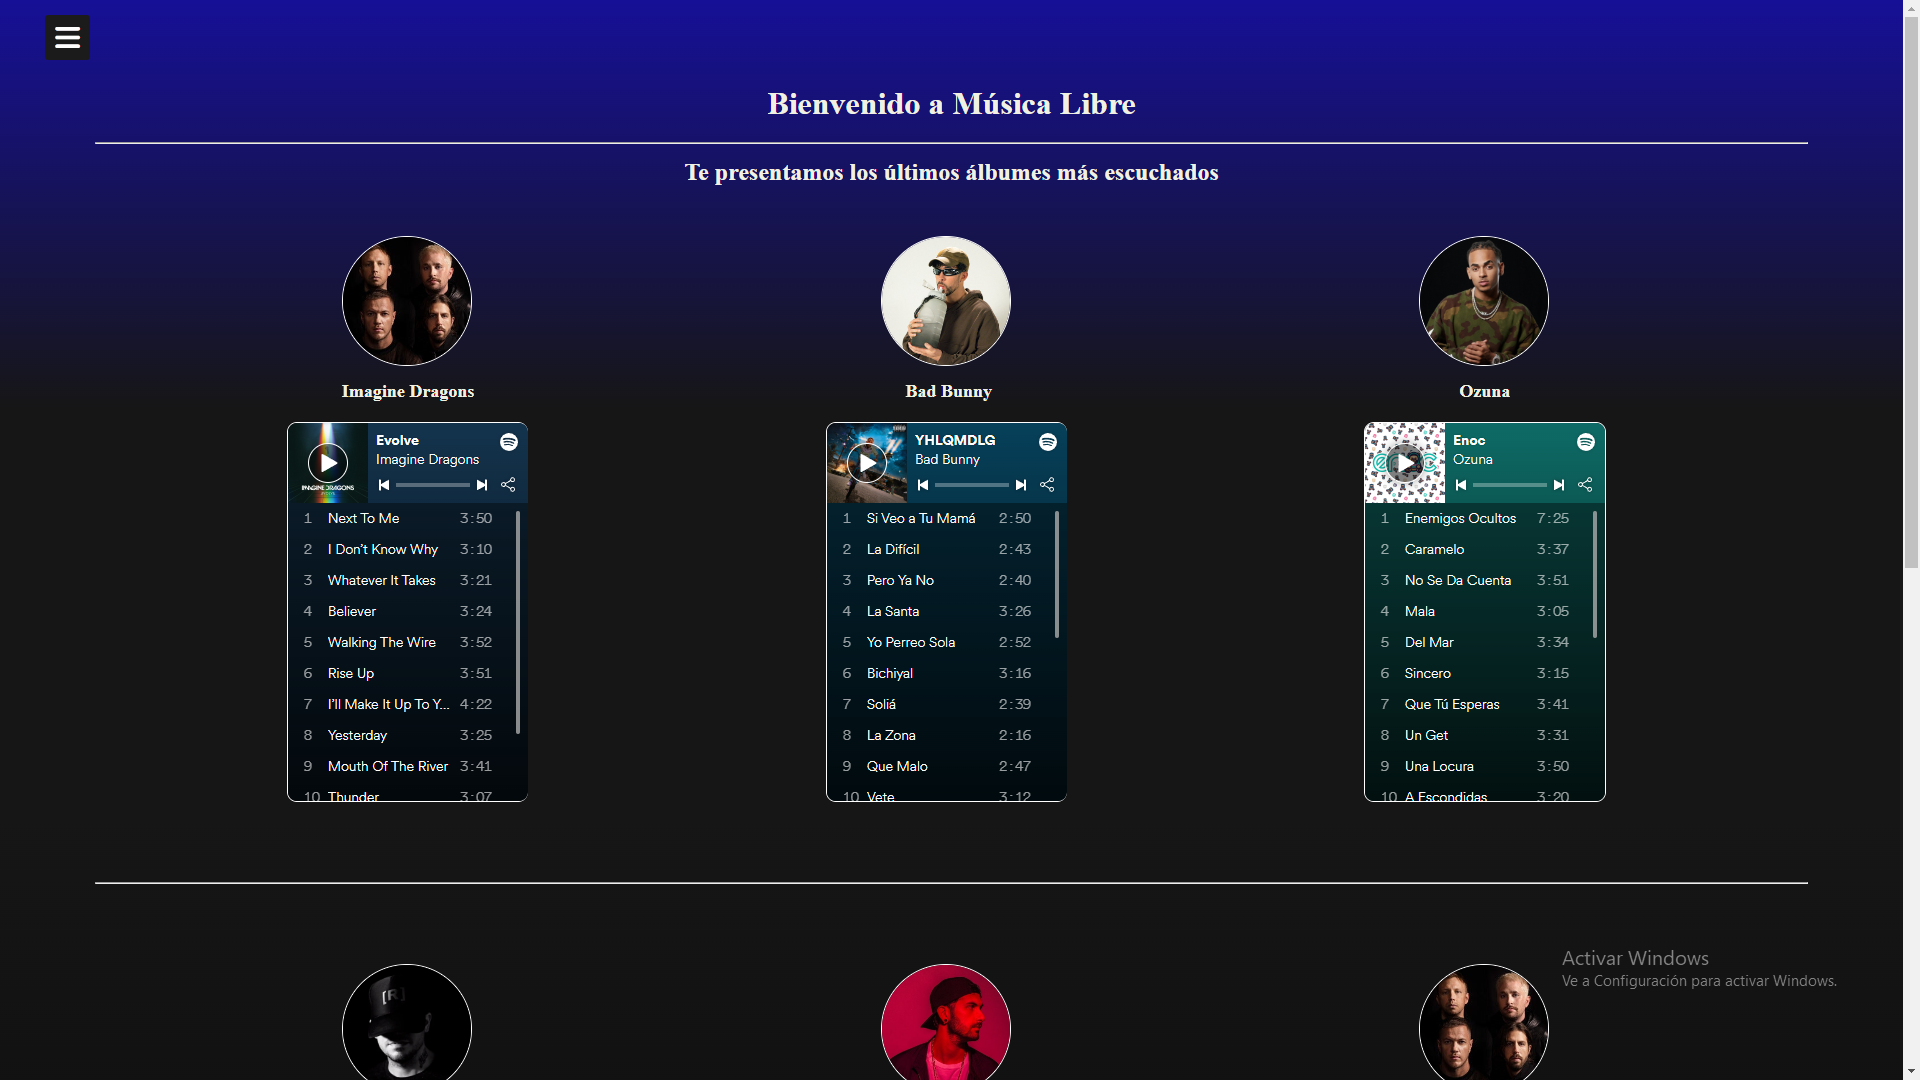 Bienvenido a Música Libre
Te presentamos los últimos álbumes más escuchados
Imagine Dragons
Evolve
Imagine Dragons
IMAGINE DRAGONS
1 Next To Me 3:50
2 I Don't Know Why 3:10
3 Whatever It Takes 3:21
4 Believer 3:24
5 Walking The Wire 3:52
6 Rise Up 3:51
7 I'll Make It Up To Y... 4:22
8 Yesterday 3:25
9 Mouth Of The River 3:41
10 Thunder 3:07
Bad Bunny
YHLQMDLG
Bad Bunny
1 Si Veo a Tu Mamá 2:50
2 La Difícil 2:43
3 Pero Ya No 2:40
4 La Santa 3:26
5 Yo Perreo Sola 2:52
6 Bichiyal 3:16
7 Soliá 2:39
8 La Zona 2:16
9 Que Malo 2:47
10 Vete 3:12
Ozuna
Enoc
Ozuna
1 Enemigos Ocultos 7:25
2 Caramelo 3:37
3 No Se Da Cuenta 3:51
4 Mala 3:05
5 Del Mar 3:34
6 Sincero 3:15
7 Que Tú Esperas 3:41
8 Un Get 3:31
9 Una Locura 3:50
10 A Escondidas 3:20
[R]
Activar Windows
Ve a Configuración para activar Windows.